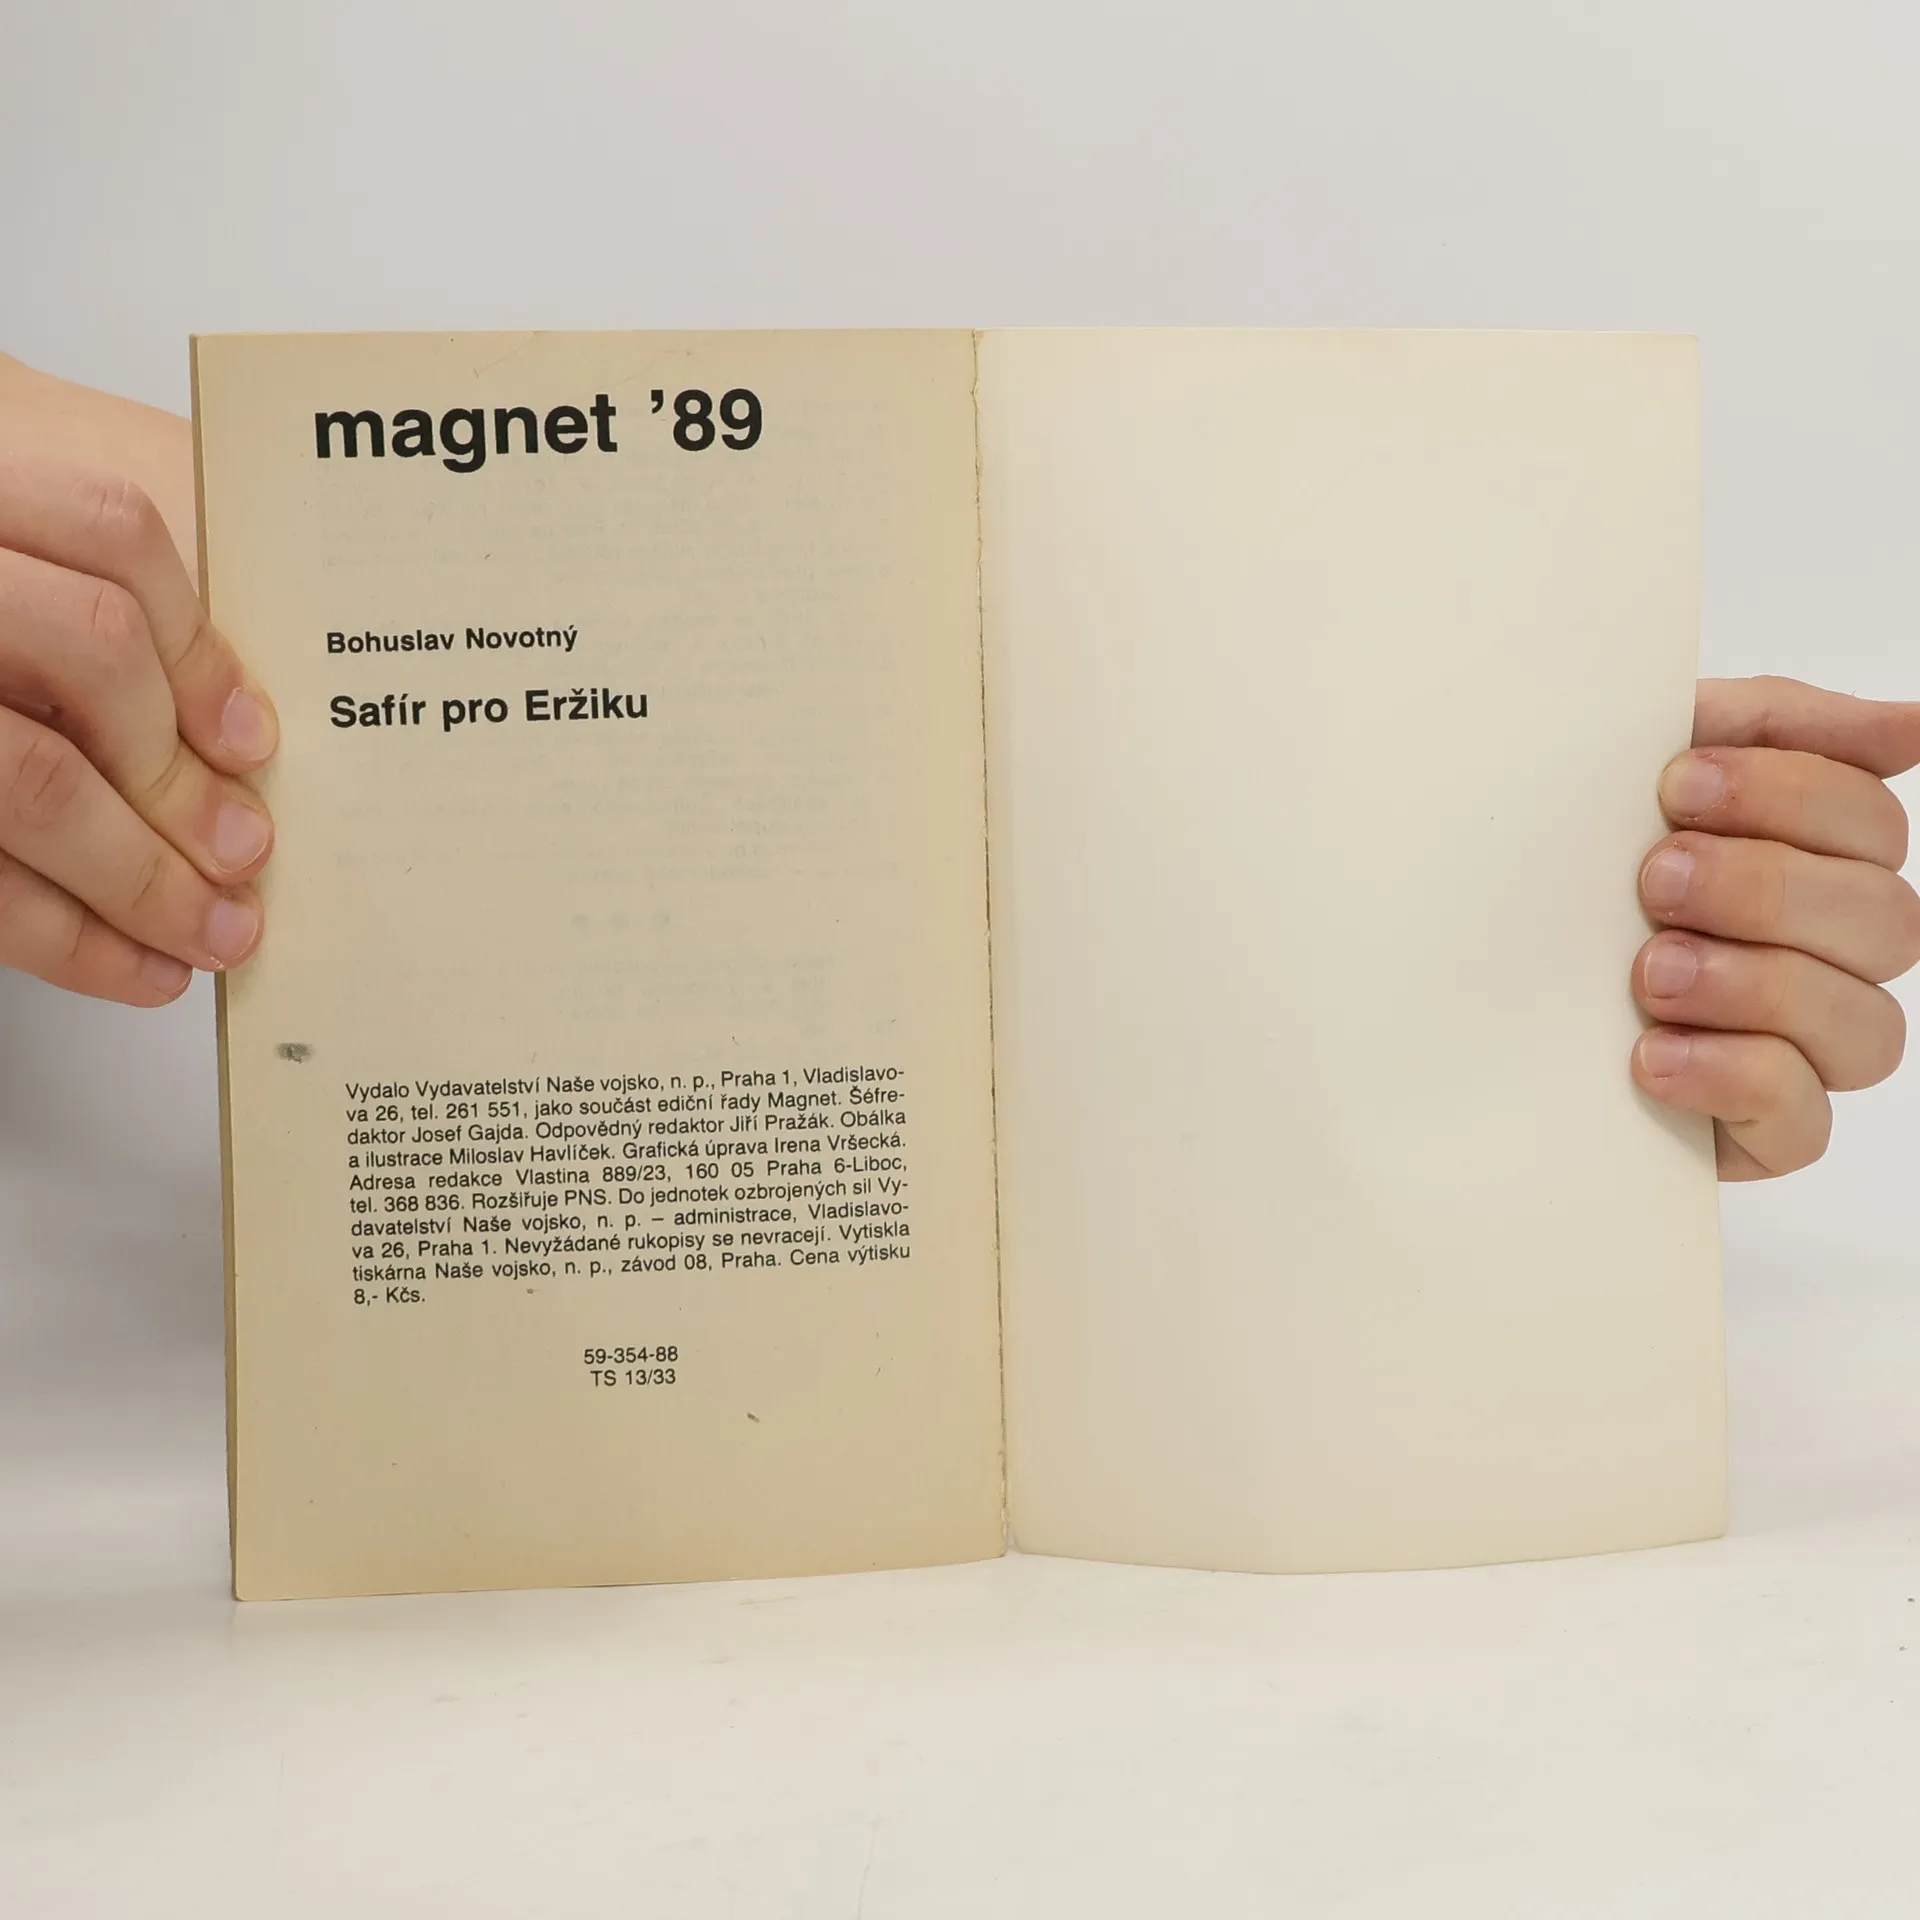 magnet ’89
Bohuslav Novotný
Safír pro Eržiku
Vydalo Vydavatelství Naše vojsko, n. p., Praha 1, Vladislavo-
va 26, tel. 261 551, jako součást ediční řady Magnet. Šéfre-
daktor Josef Gajda. Odpovědný redaktor Jiří Pražák. Obálka
a ilustrace Miloslav Havlíček. Grafická úprava Irena Vršecká.
Adresa redakce Vlastina 889/23, 160 05 Praha 6-Liboc,
tel. 368 836. Rozšiřuje PNS. Do jednotek ozbrojených sil Vy-
davatelství Naše vojsko, n. p. – administrace, Vladislavo-
va 26, Praha 1. Nevyžádané rukopisy se nevracejí. Vytiskla
tiskárna Naše vojsko, n. p., závod 08, Praha. Cena výtisku
8,- Kčs.
59-354-88
TS 13/33